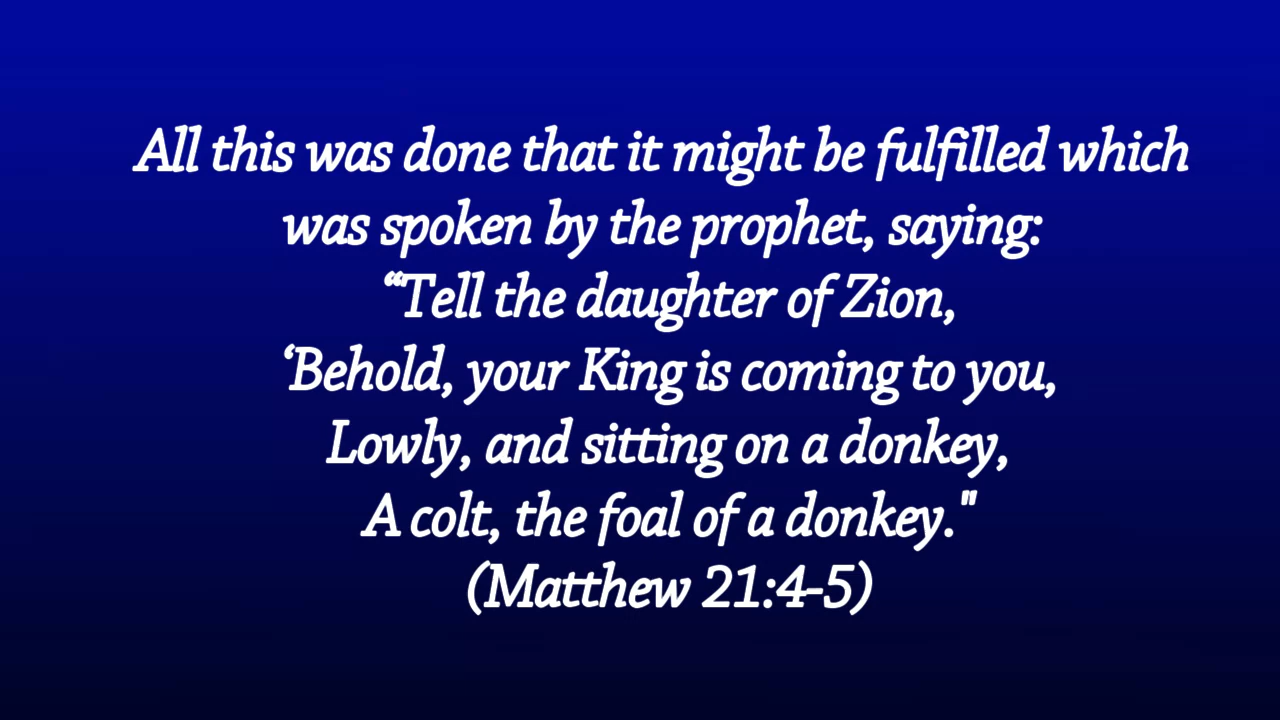 All this was done that it might be fulfilled which
was spoken by the prophet, saying:
“Tell the daughter of Zion,
‘Behold, your King is coming to you,
Lowly, and sitting on a donkey,
A colt, the foal of a donkey."
(Matthew 21:4-5)